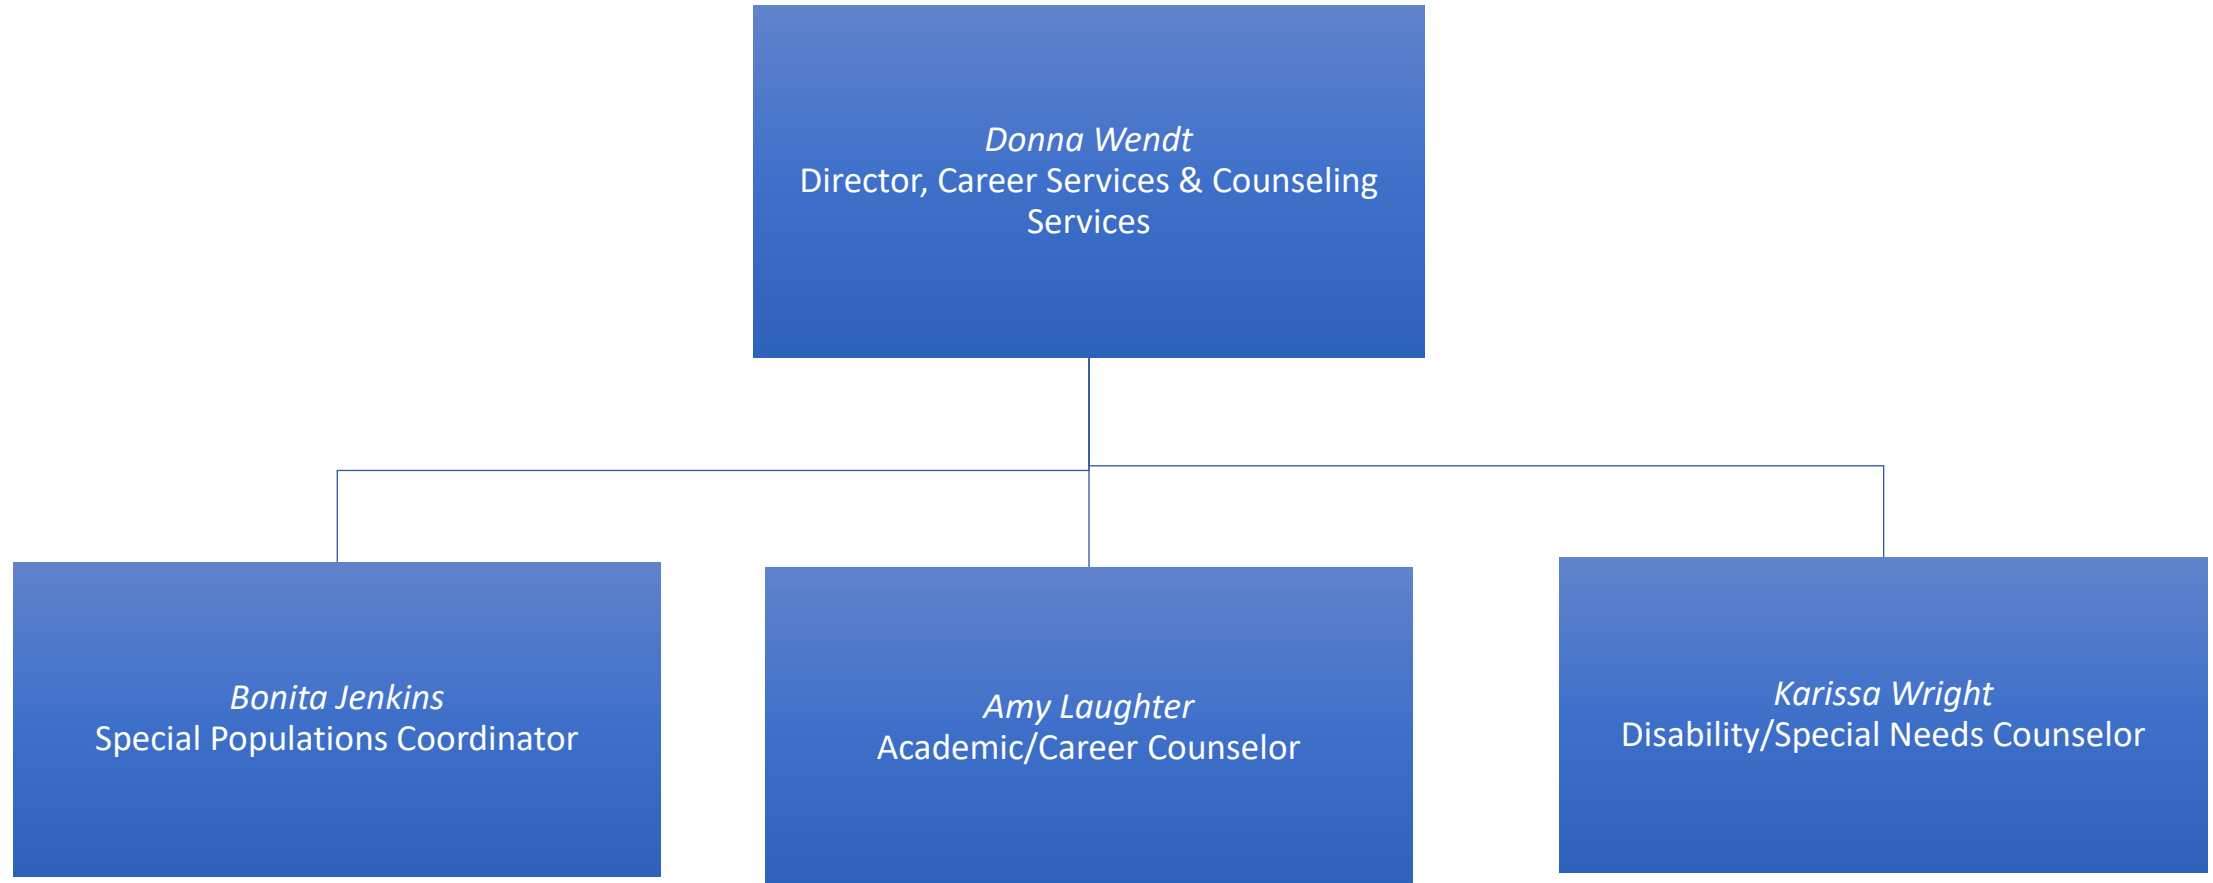 Donna Wendt
Director, Career Services & Counseling
Services
Bonita Jenkins
Special Populations Coordinator
Amy Laughter
Academic/Career Counselor
Karissa Wright
Disability/Special Needs Counselor